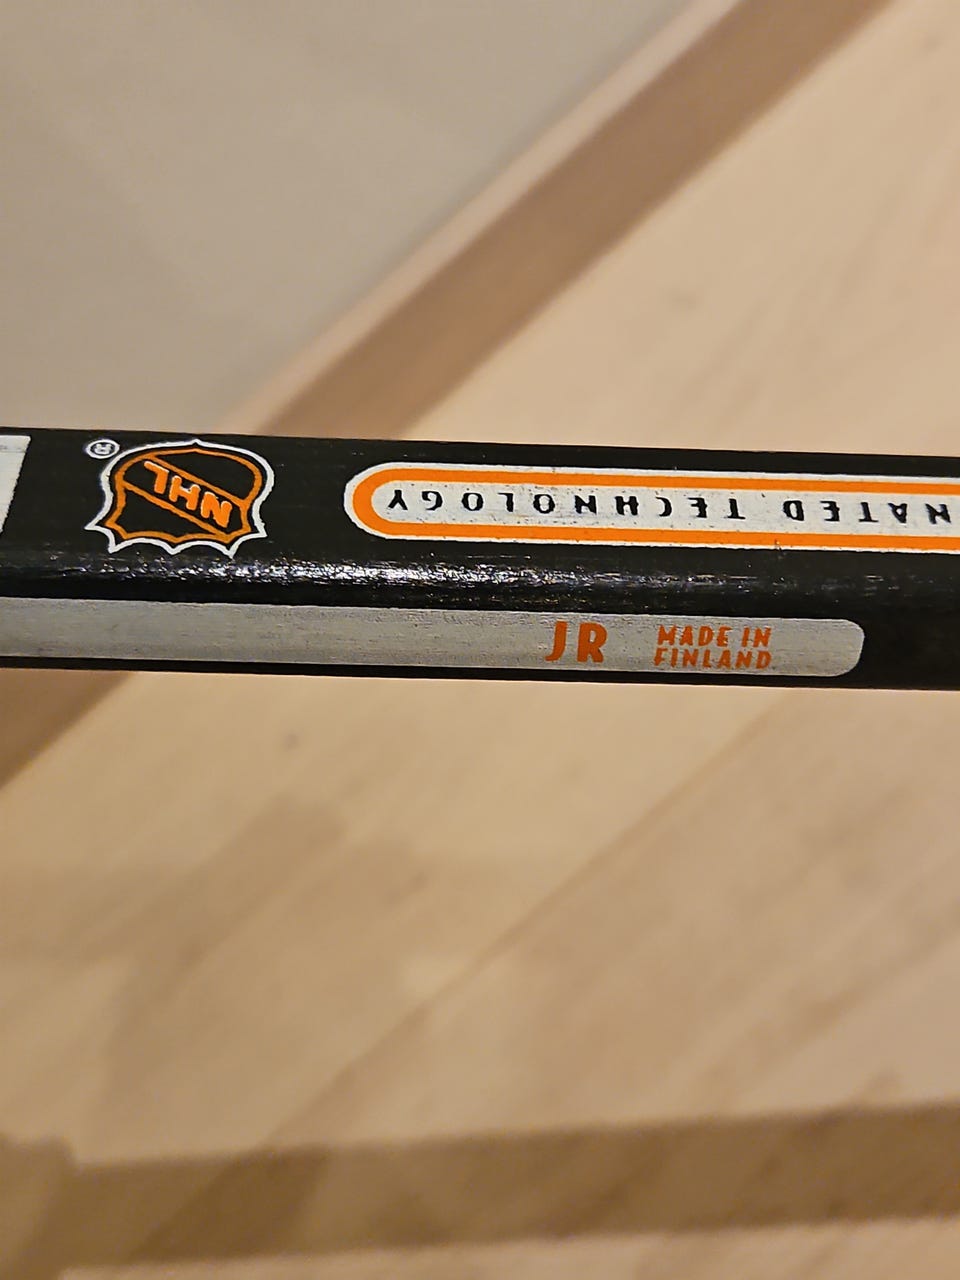 NHL
®
NATED TECHNOLOGY
JR
MADE IN
FINLAND